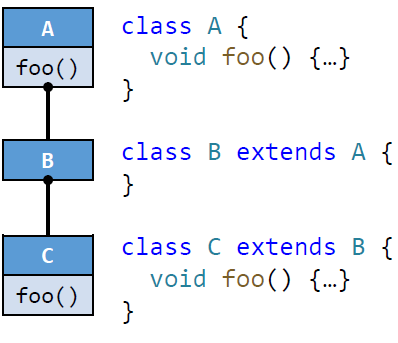 A
foo()
B
C
foo()
class A {
  void foo() {…}
}
class B extends A {
}
class C extends B {
  void foo() {…}
}